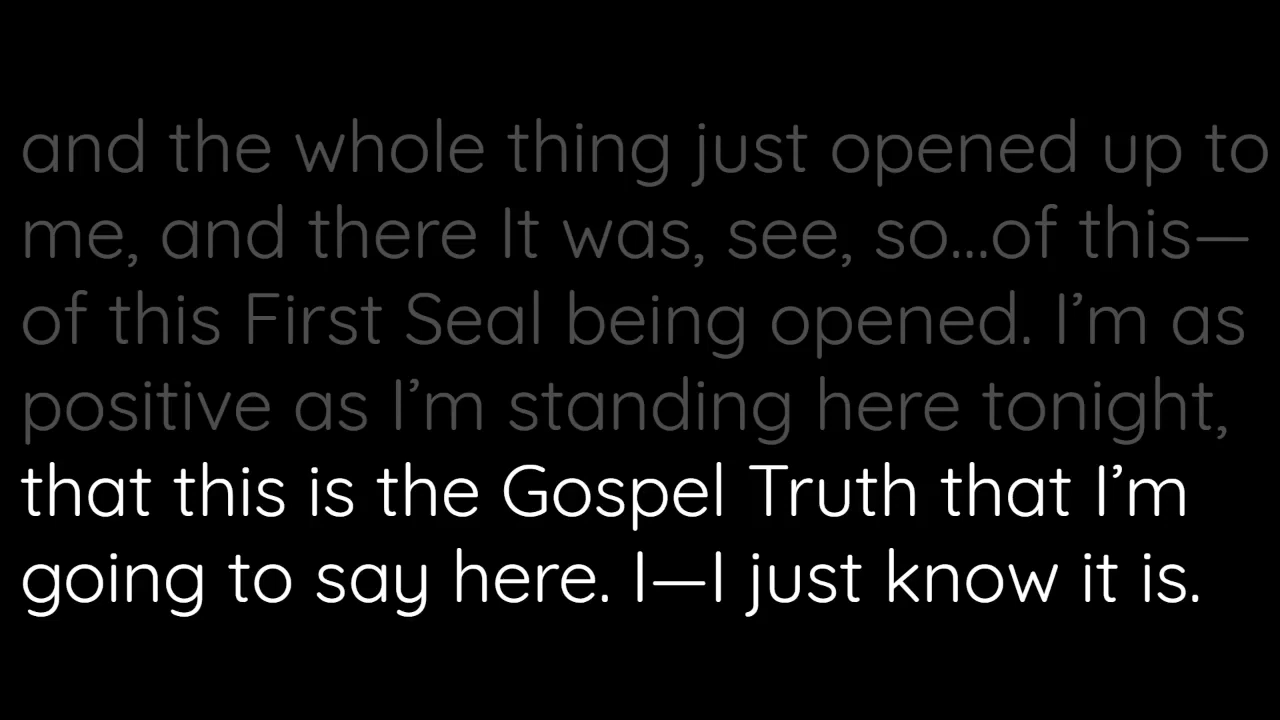 and the whole thing just opened up to
me, and there It was, see, so...of this—
of this First Seal being opened. I’m as
positive as I’m standing here tonight,
that this is the Gospel Truth that I’m
going to say here. I—I just know it is.